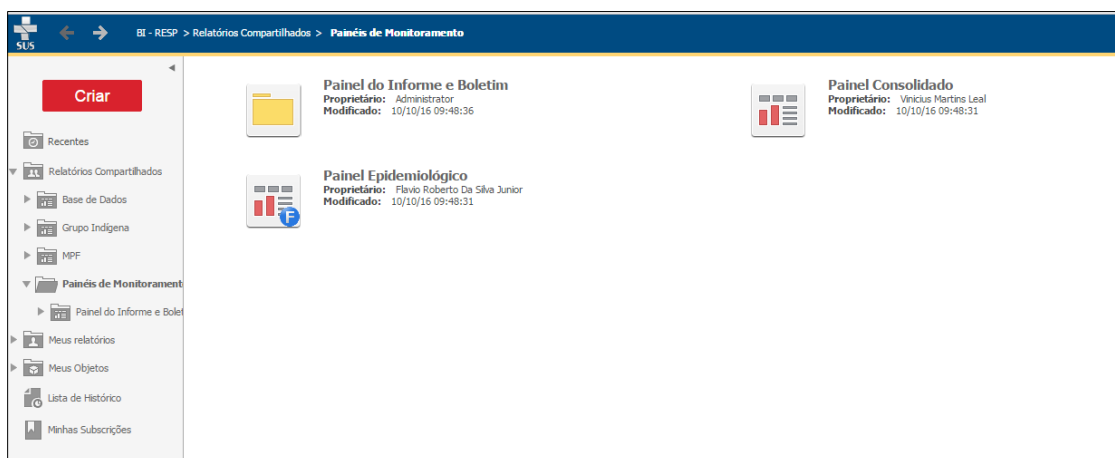 SUS
BI - RESP > Relatórios Compartilhados > Painéis de Monitoramento
Criar
Recentes
Relatórios Compartilhados
Base de Dados
Grupo Indígena
MPF
Painéis de Monitorament
Painel do Informe e Bolet
Meus relatórios
Meus Objetos
Lista de Histórico
Minhas Subscrições
Painel do Informe e Boletim
Proprietário: Administrator
Modificado: 10/10/16 09:48:36
Painel Consolidado
Proprietário: Vinicius Martins Leal
Modificado: 10/10/16 09:48:31
Painel Epidemiológico
Proprietário: Flavio Roberto Da Silva Junior
Modificado: 10/10/16 09:48:31
F